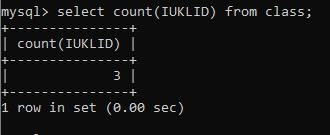 mysql> select count(IUKLID) from class;
+---------------+
| count(IUKLID) |
+---------------+
|             3 |
+---------------+
1 row in set (0.00 sec)